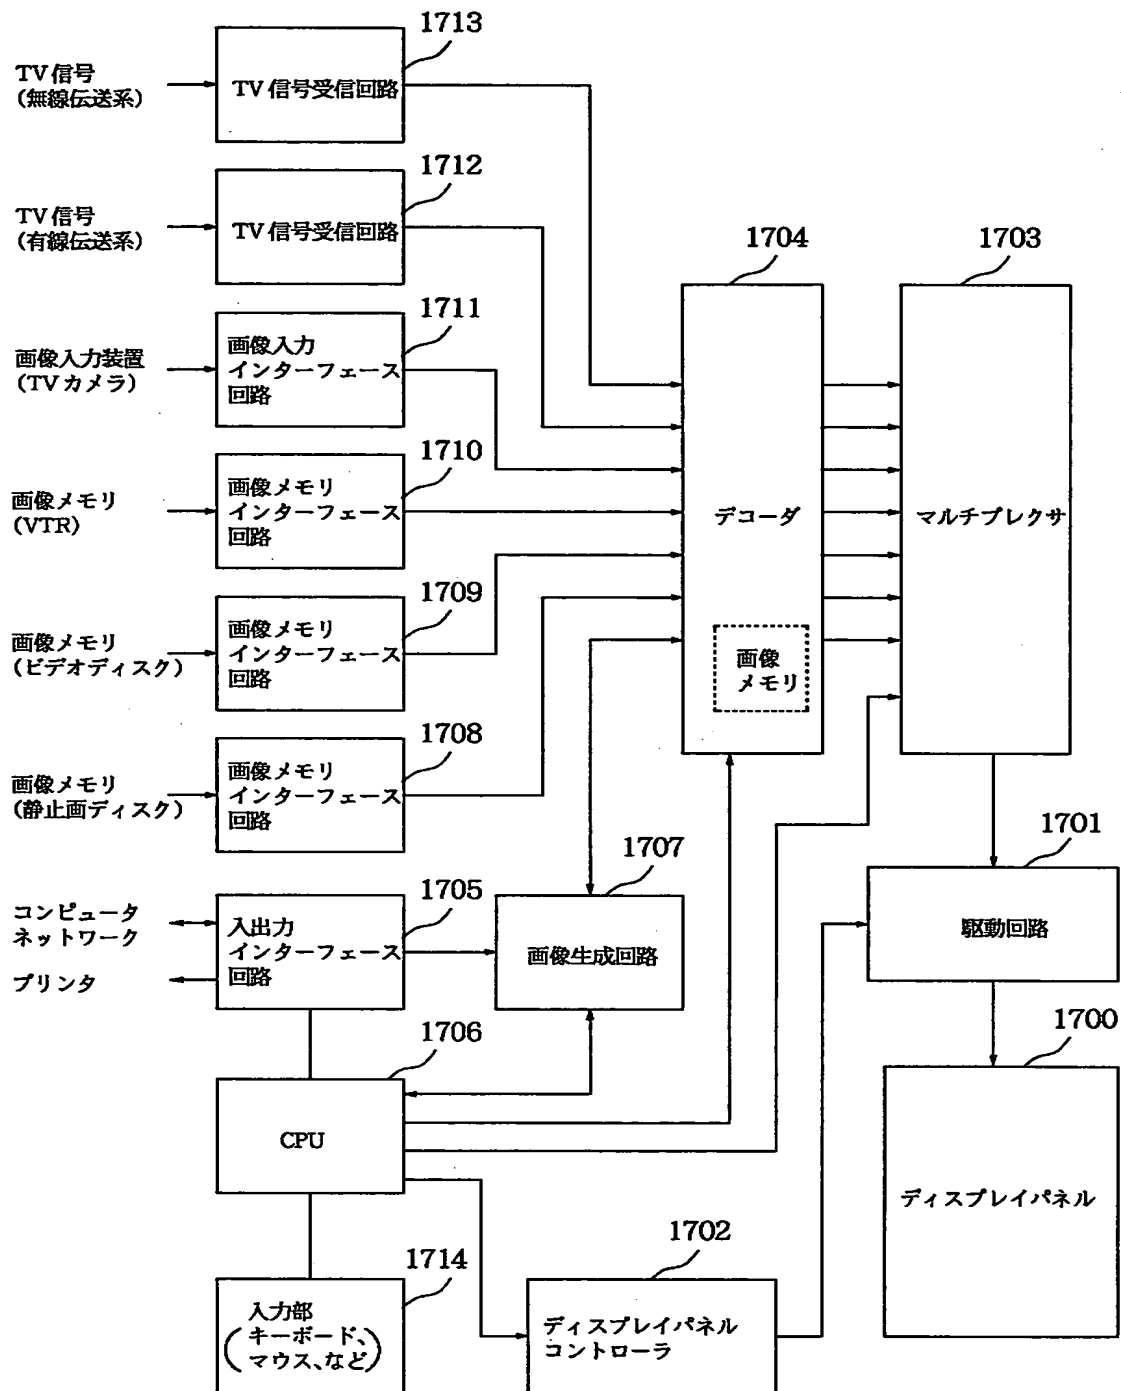 1713
TV信号
(無線伝送系)
TV信号受信回路
1712
TV信号
(有線伝送系)
TV信号受信回路
1704
1703
1711
画像入力装置
(TVカメラ)
画像入力
インターフェース
回路
1710
画像メモリ
(VTR)
画像メモリ
インターフェース
回路
デコーダ
マルチプレクサ
1709
画像メモリ
(ビデオディスク)
画像メモリ
インターフェース
回路
画像
メモリ
1708
画像メモリ
(静止画ディスク)
画像メモリ
インターフェース
回路
1707
1701
1705
コンピュータ
ネットワーク
プリンタ
入出力
インターフェース
回路
画像生成回路
駆動回路
1706
1700
CPU
ディスプレイパネル
1702
1714
入力部
(キーボード、
マウス、など)
ディスプレイパネル
コントローラ